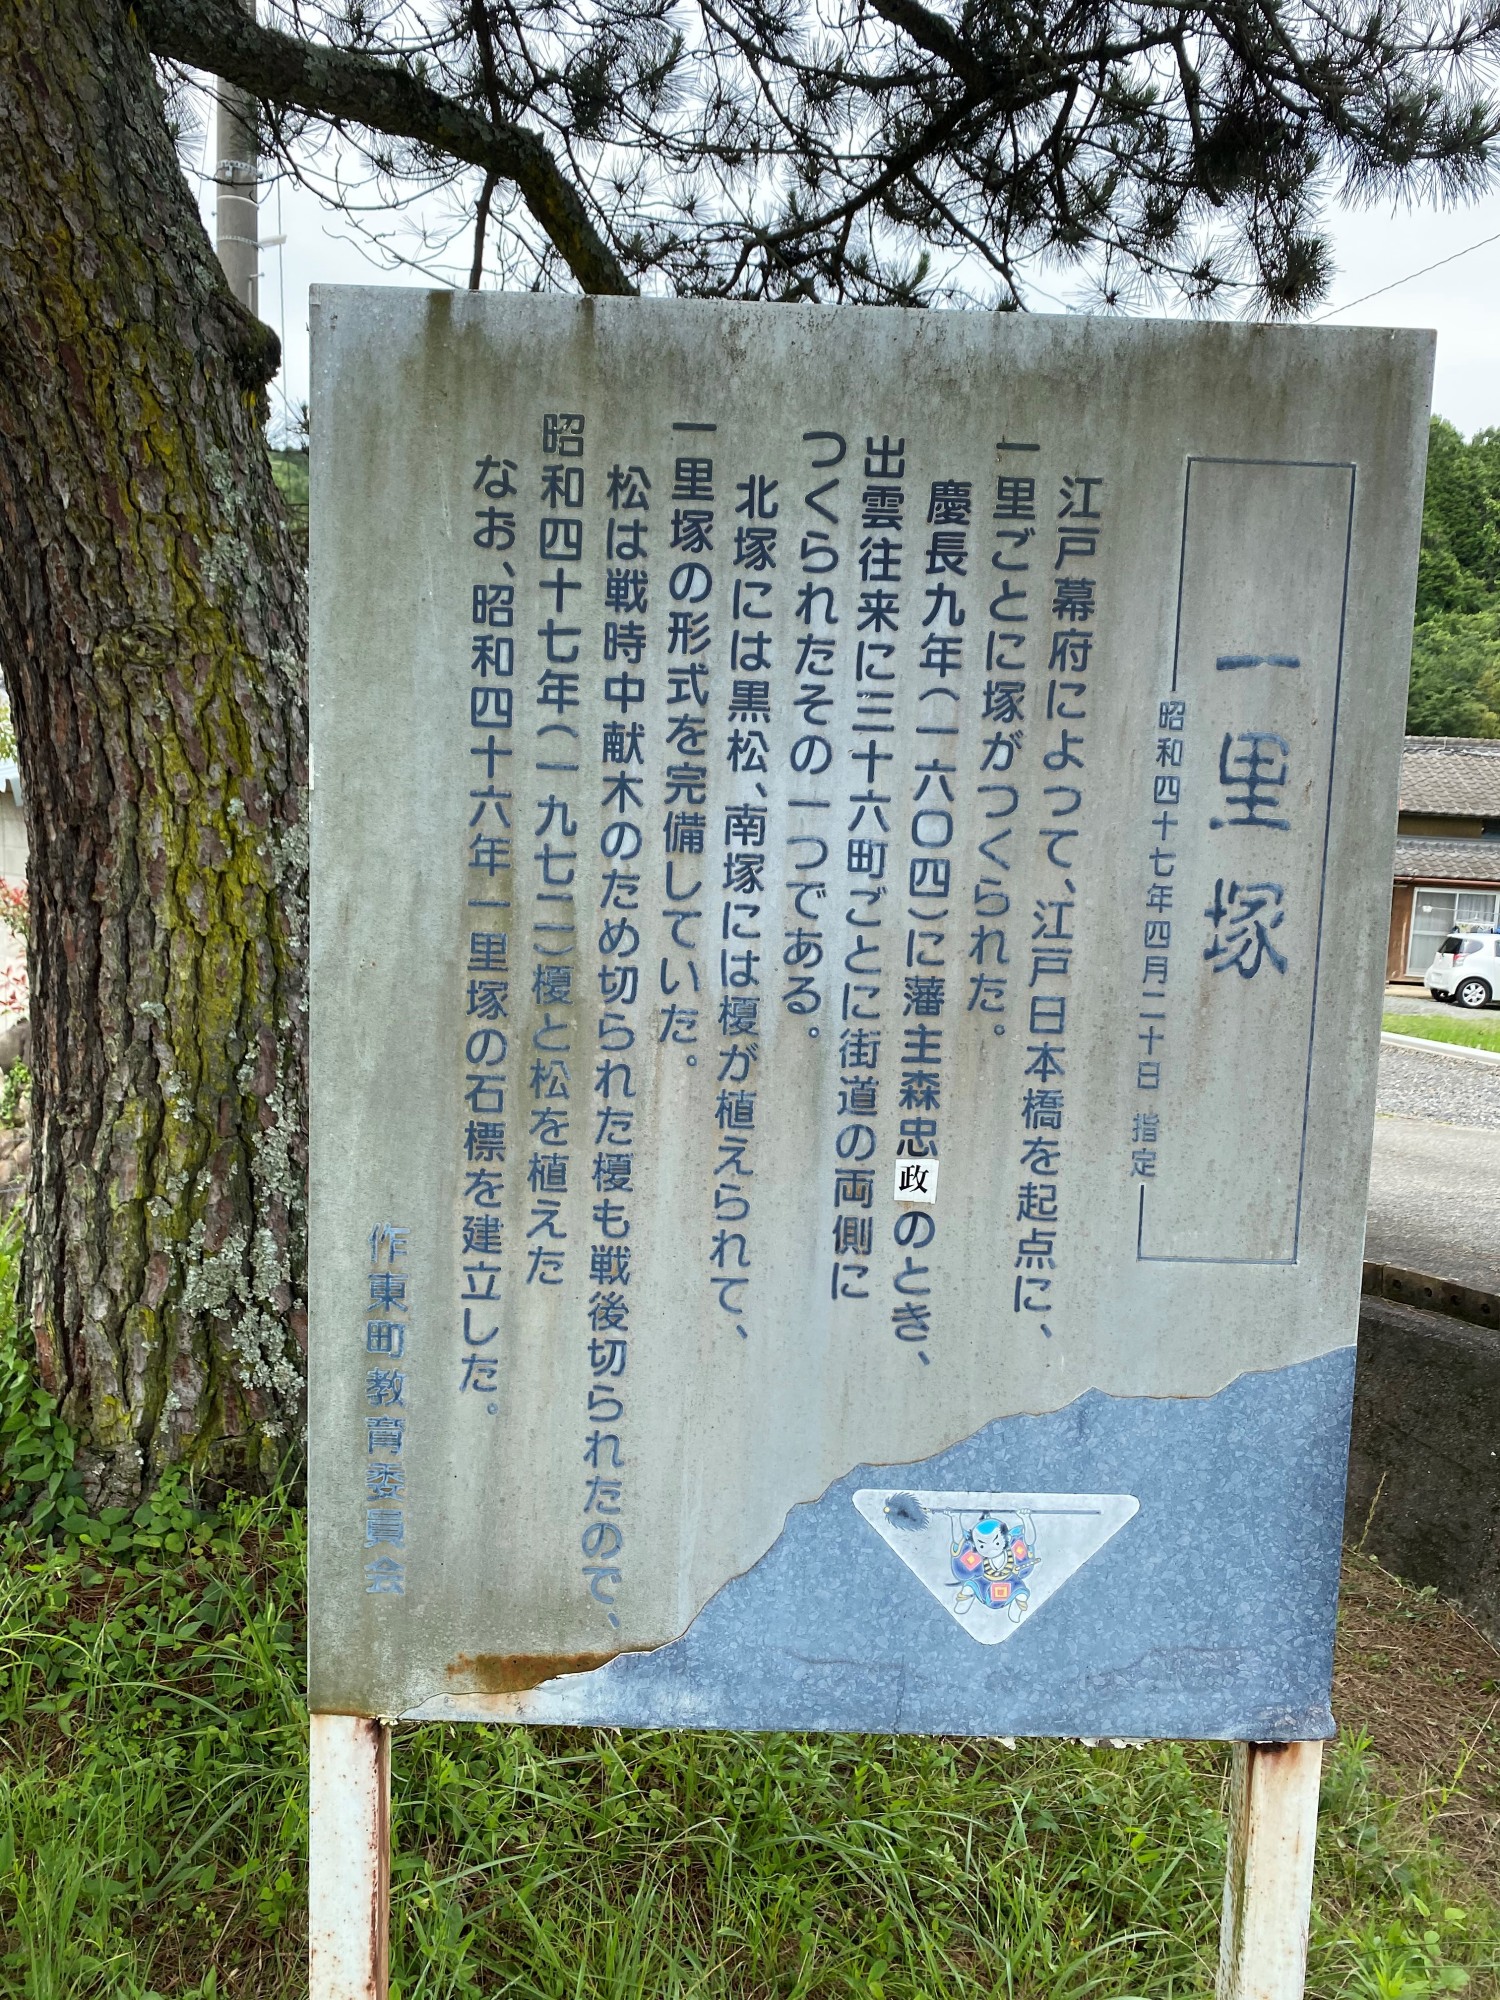 一里塚
昭和四十七年四月二十日 指定
江戸幕府によって、江戸日本橋を起点に、
一里ごとに塚がつくられた。
慶長九年(一六〇四)に藩主森忠政のとき、
出雲往来に三十六町ごとに街道の両側に
つくられたその一つである。
北塚には黒松、南塚には榎が植えられて、
一里塚の形式を完備していた。
松は戦時中献木のため切られた榎も戦後切られたので、
昭和四十七年(一九七二)榎と松を植えた
なお、昭和四十六年一里塚の石標を建立した。
作東町教育委員会